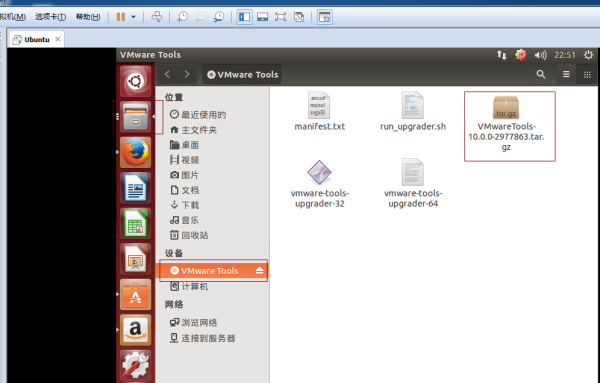 拟机(M) 选项卡(T) 帮助(H)
Ubuntu
VMware Tools
22:51
VMware Tools
位置
最近使用的
主文件夹
桌面
视频
图片
文档
下载
音乐
回收站
设备
VMware Tools
计算机
网络
浏览网络
连接到服务器
manifest.txt
run_upgrader.sh
tar.gz
VMwareTools-
10.0.0-2977863.tar.
gz
vmware-tools-
upgrader-32
vmware-tools-
upgrader-64